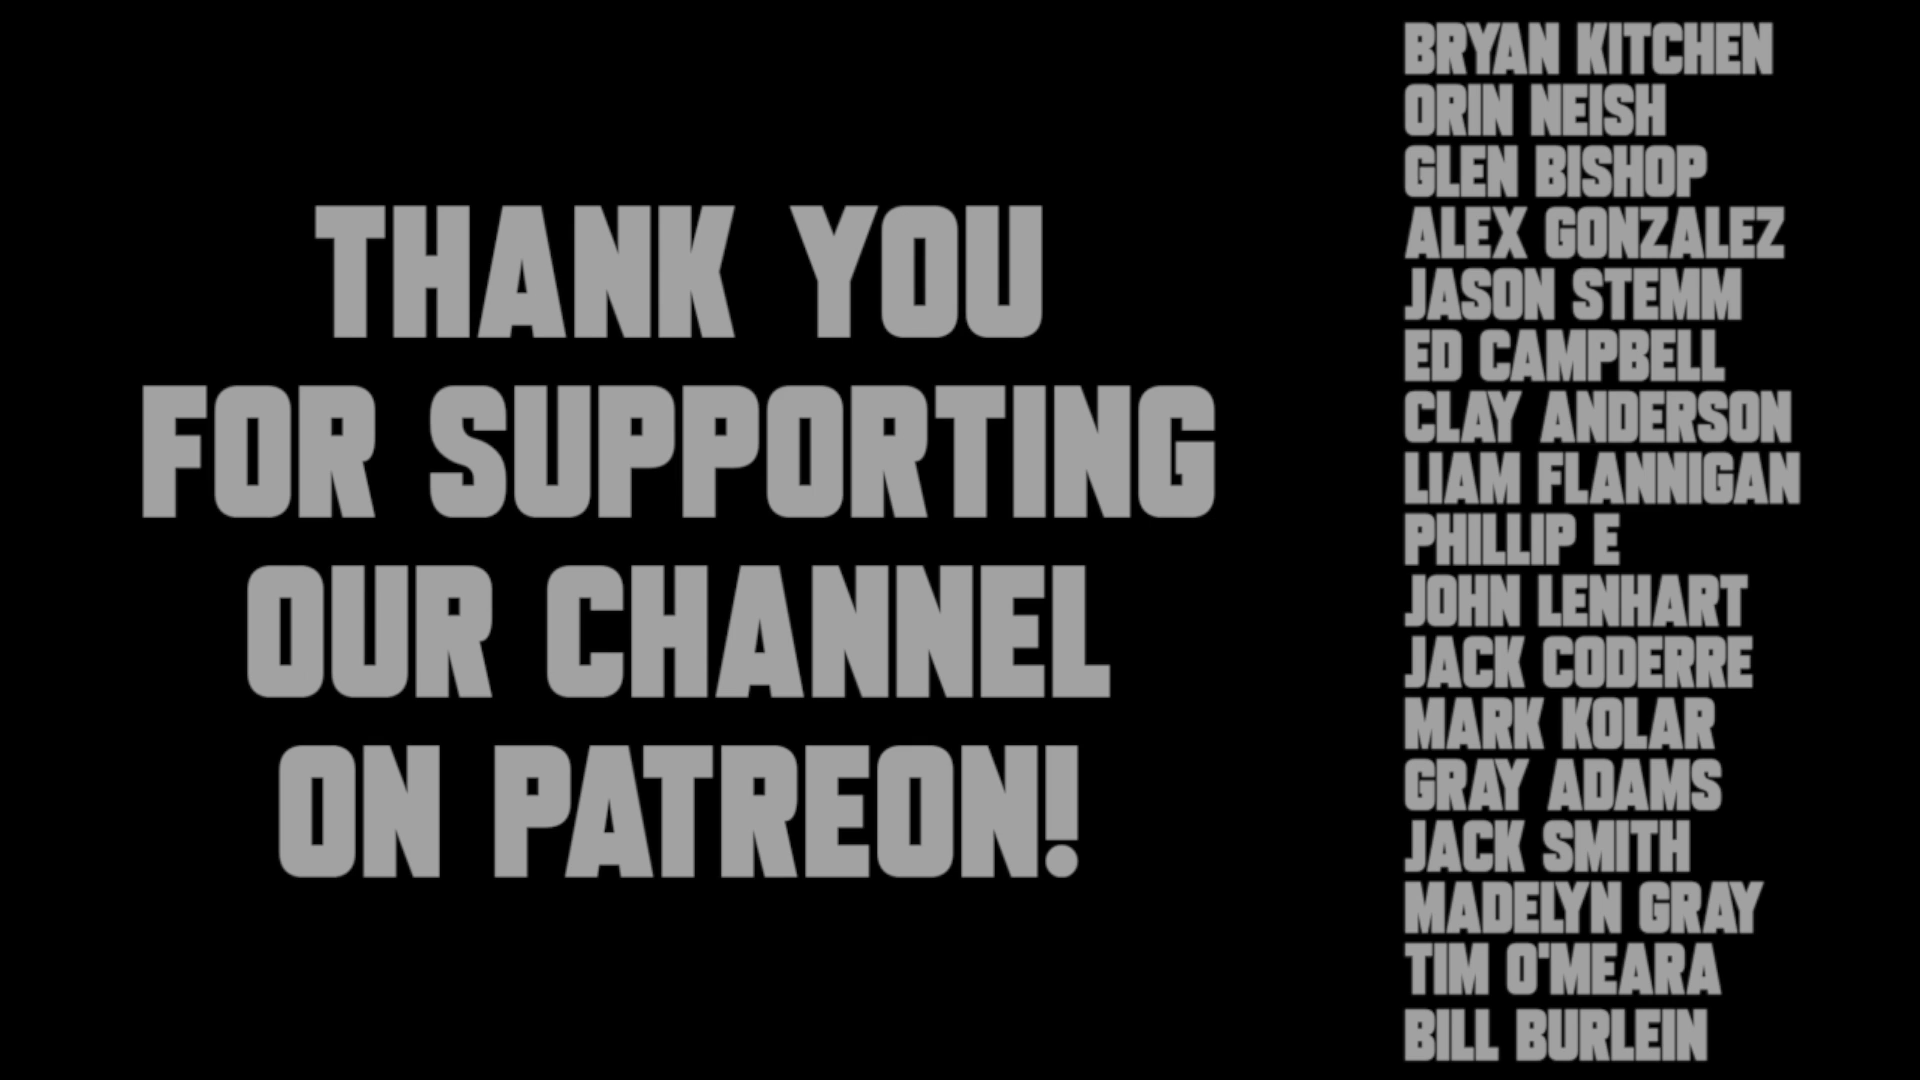 THANK YOU
FOR SUPPORTING
OUR CHANNEL
ON PATREON!
BRYAN KITCHEN
ORIN NEISH
GLEN BISHOP
ALEX GONZALEZ
JASON STEMM
ED CAMPBELL
CLAY ANDERSON
LIAM FLANNIGAN
PHILLIP E
JOHN LENHART
JACK CODERRE
MARK KOLAR
GRAY ADAMS
JACK SMITH
MADELYN GRAY
TIM O'MEARA
BILL BURLEIN